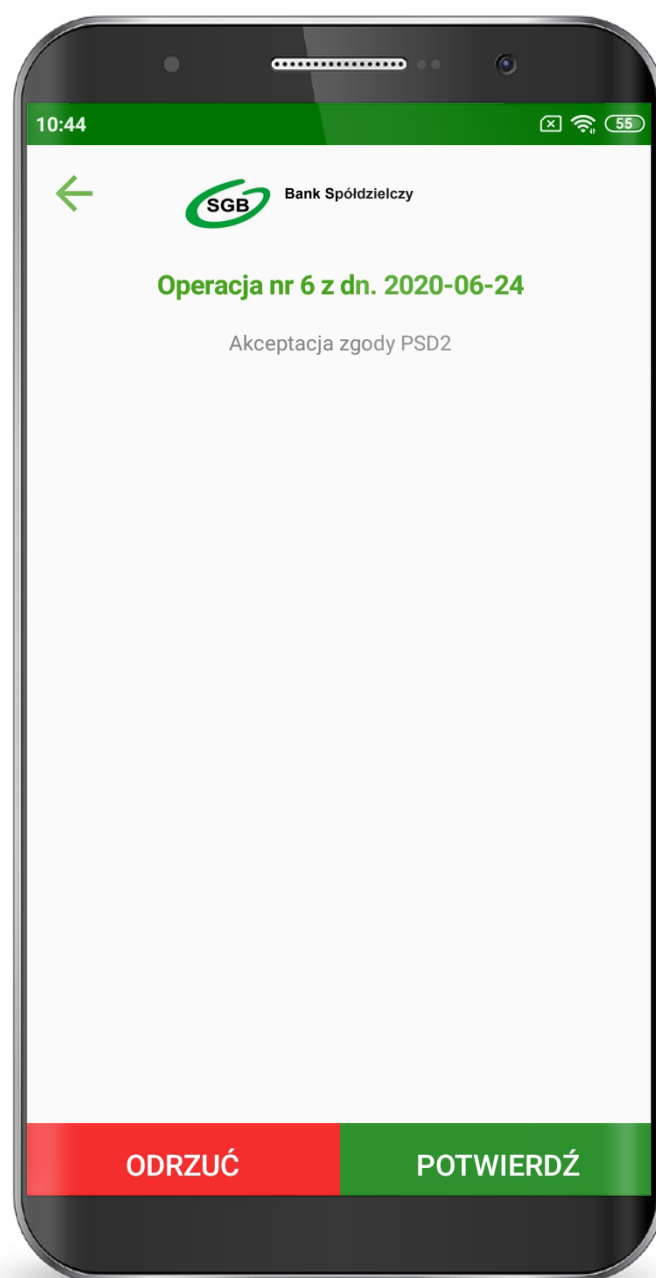 10:44
55
SGB Bank Spółdzielczy
Operacja nr 6 z dn. 2020-06-24
Akceptacja zgody PSD2
ODRZUĆ POTWIERDŹ